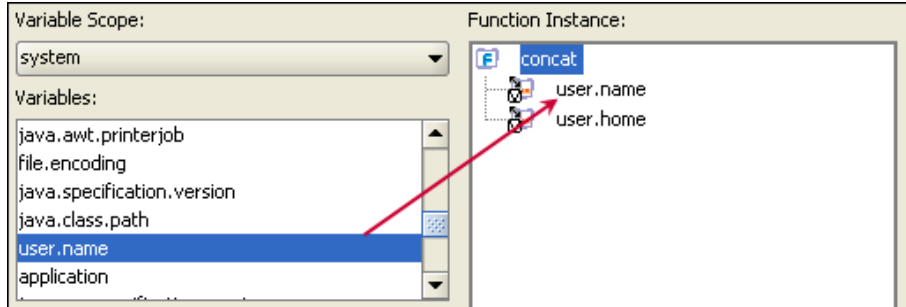 Variable Scope:
system
Variables:
java.awt.printerjob
file.encoding
java.specification.version
java.class.path
user.name
application
Function Instance:
F concat
user.name
user.home